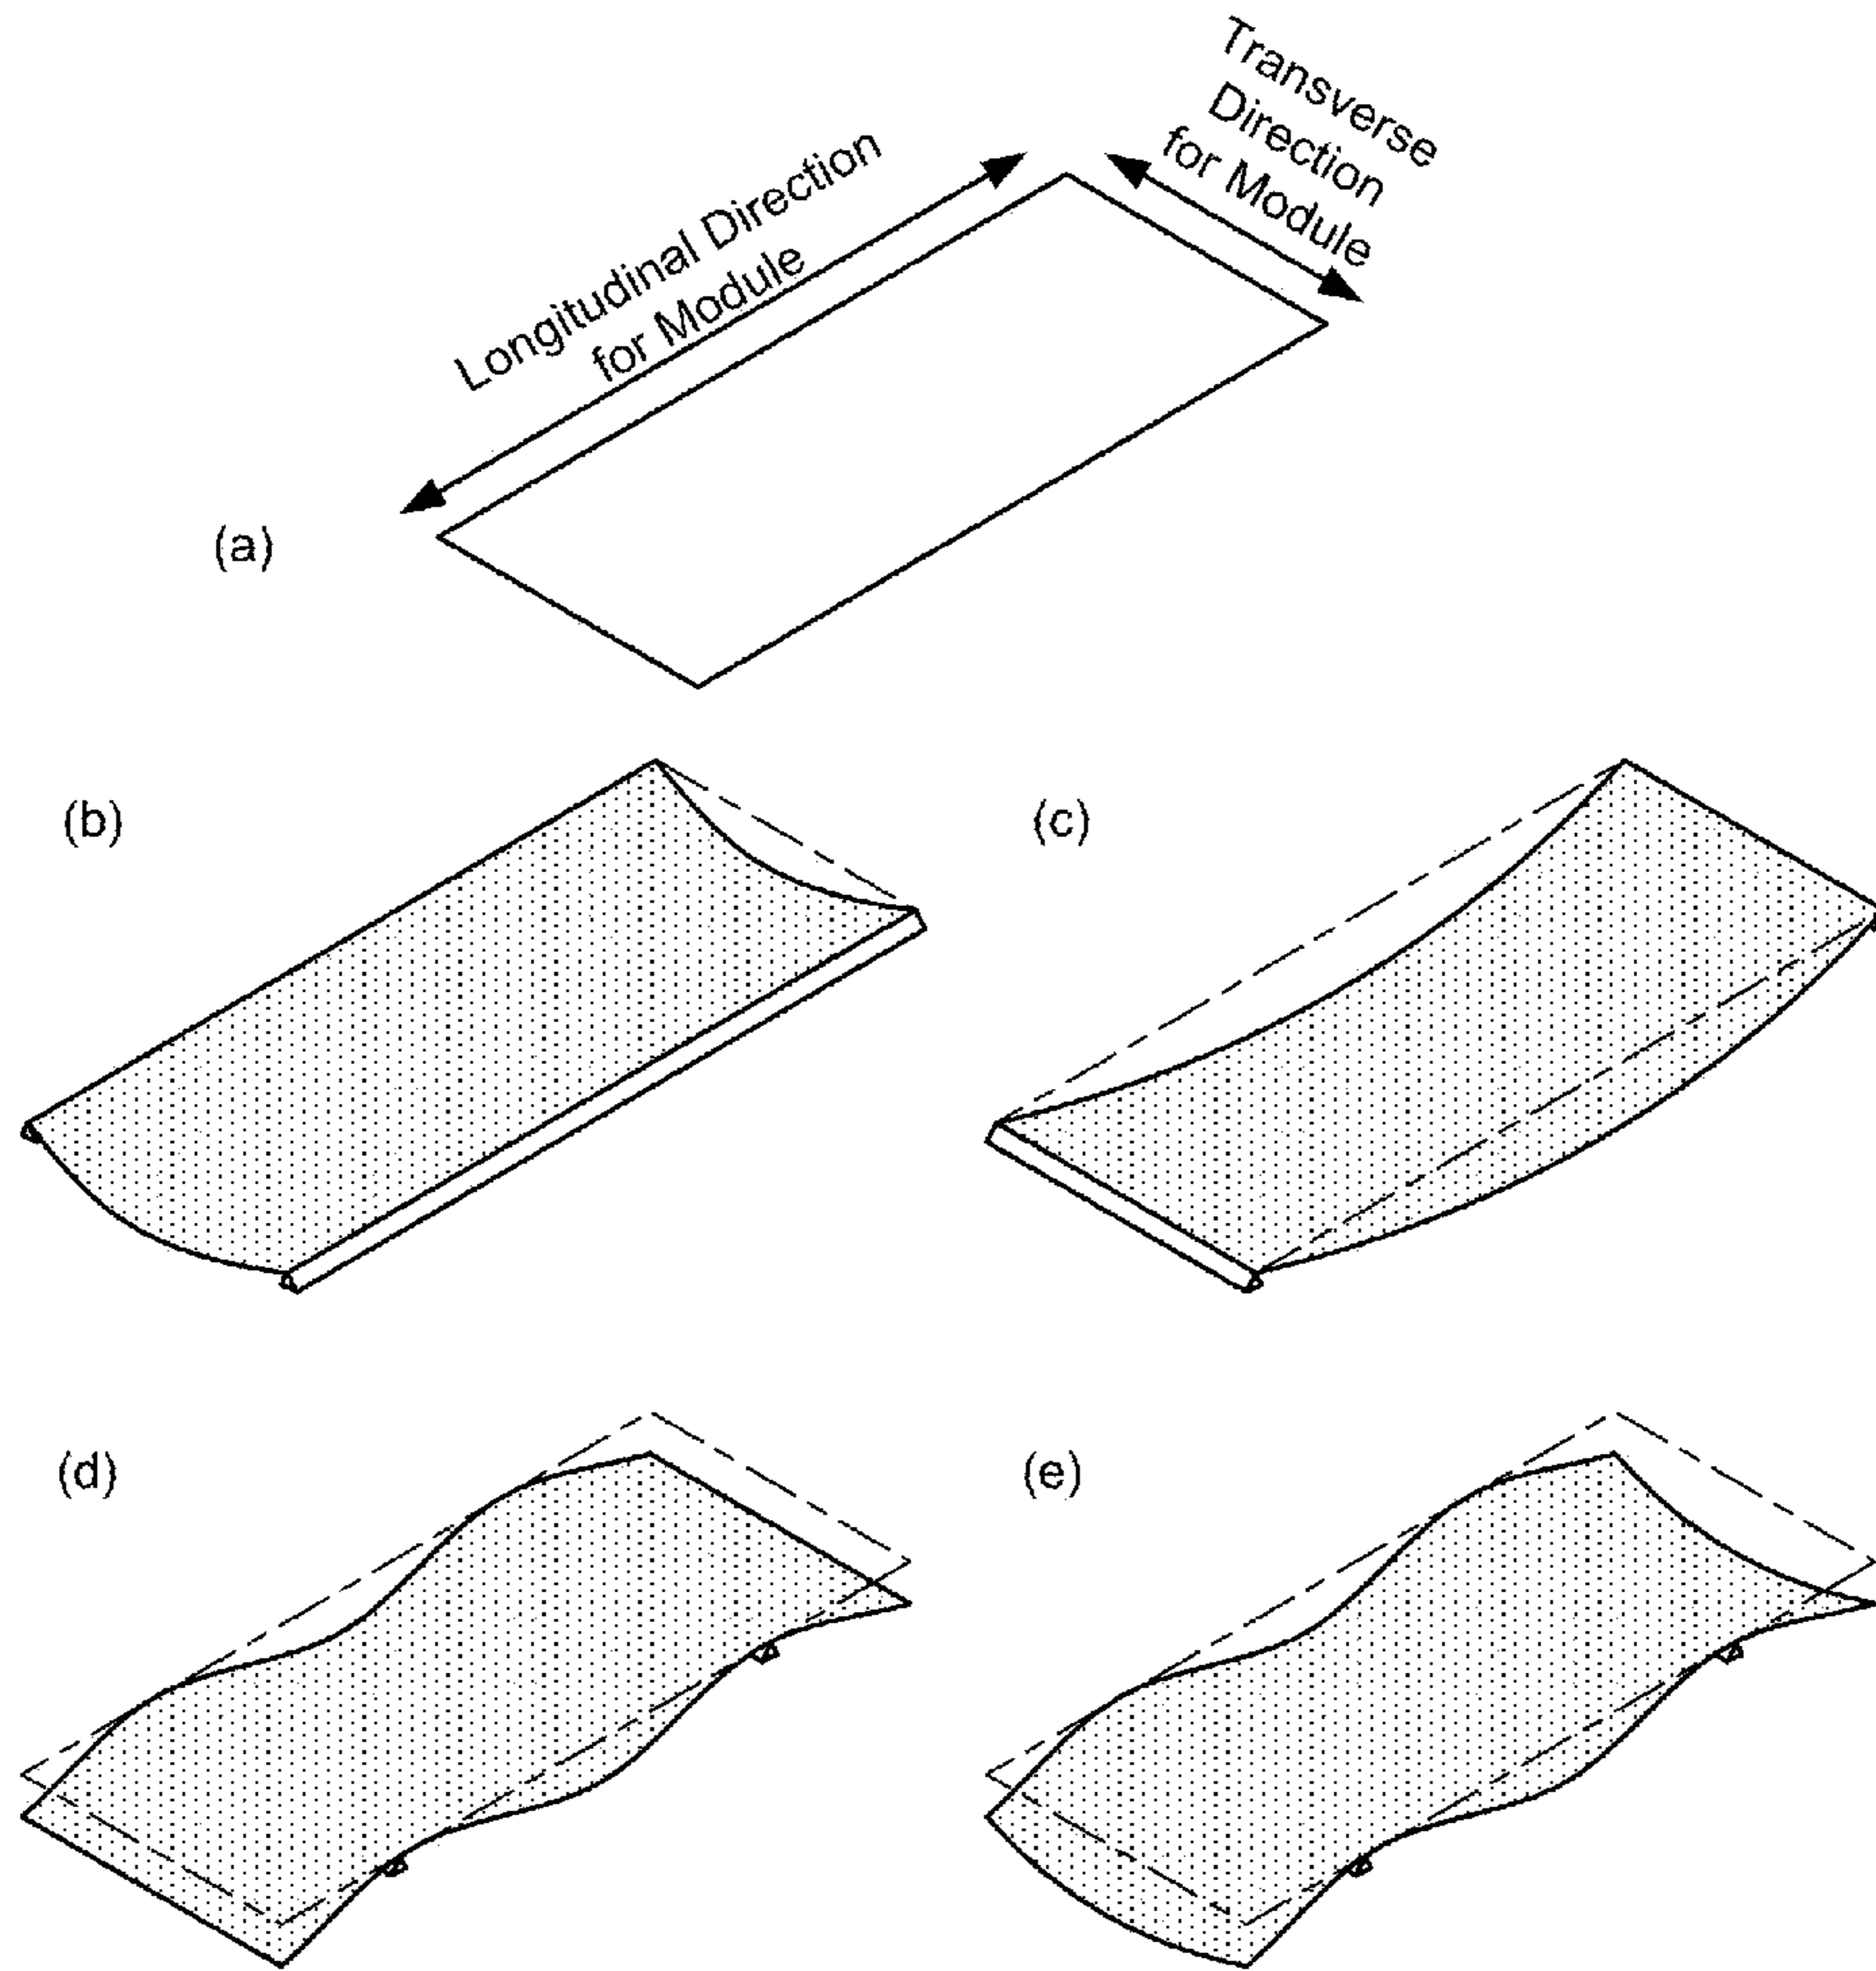 Longitudinal Direction
for Module
Transverse
Direction
for Module
(a)
(b)
(c)
(d)
(e)